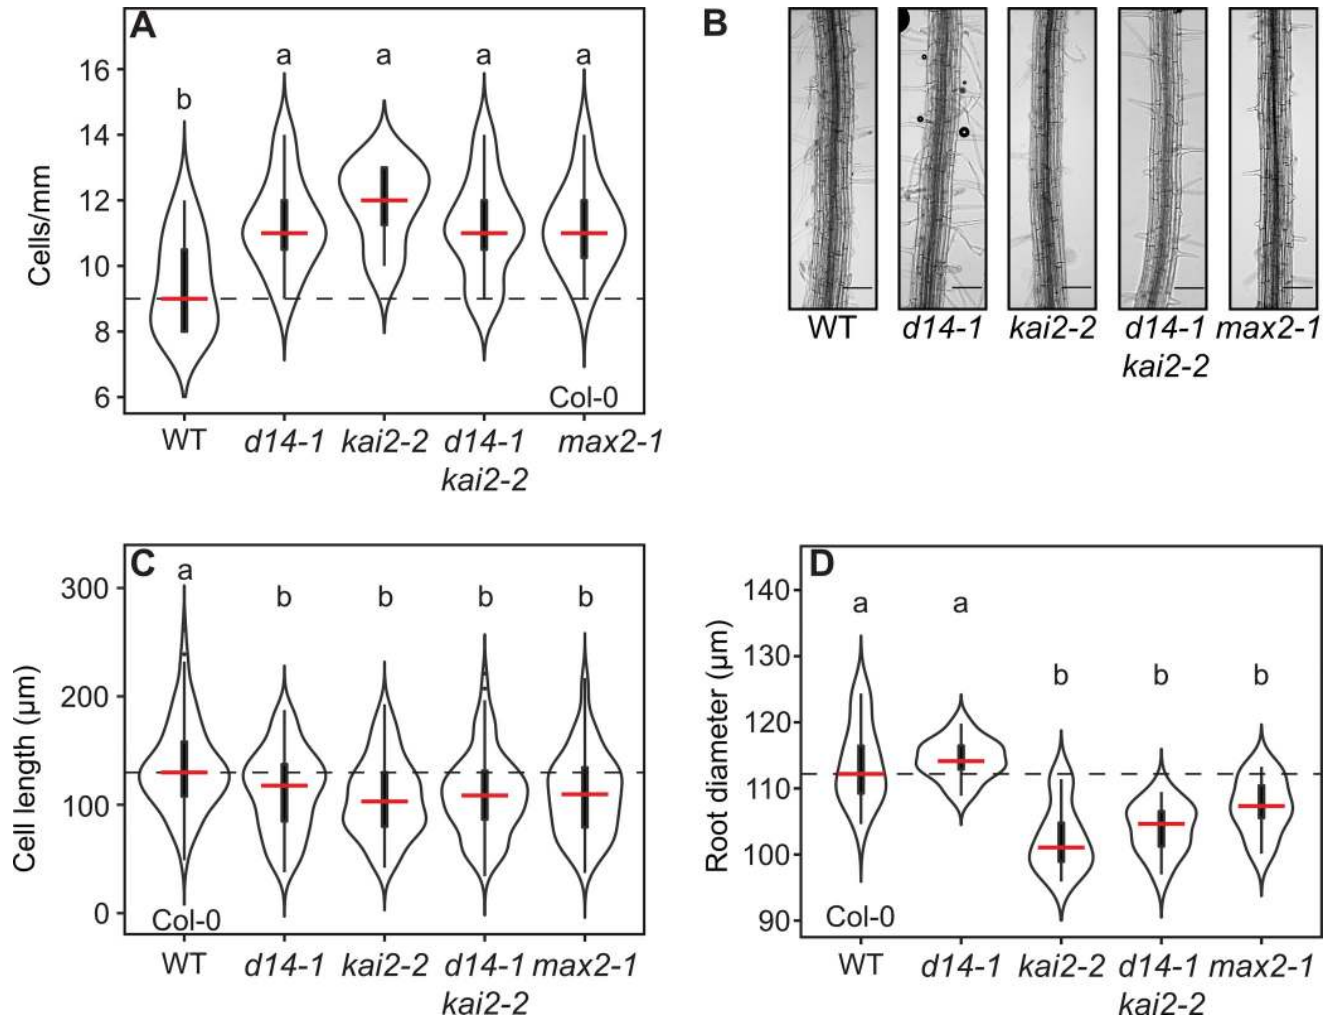 A
16
14
12
10
8
6
Cells/mm
b
a
a
a
a
Col-0
WT
d14-1
kai2-2
d14-1
kai2-2
max2-1
B
WT
d14-1
kai2-2
d14-1
kai2-2
max2-1
C
300
200
100
0
Cell length (µm)
a
b
b
b
b
Col-0
WT
d14-1
kai2-2
d14-1
kai2-2
max2-1
D
140
130
120
110
100
90
Root diameter (µm)
a
a
b
b
b
Col-0
WT
d14-1
kai2-2
d14-1
kai2-2
max2-1